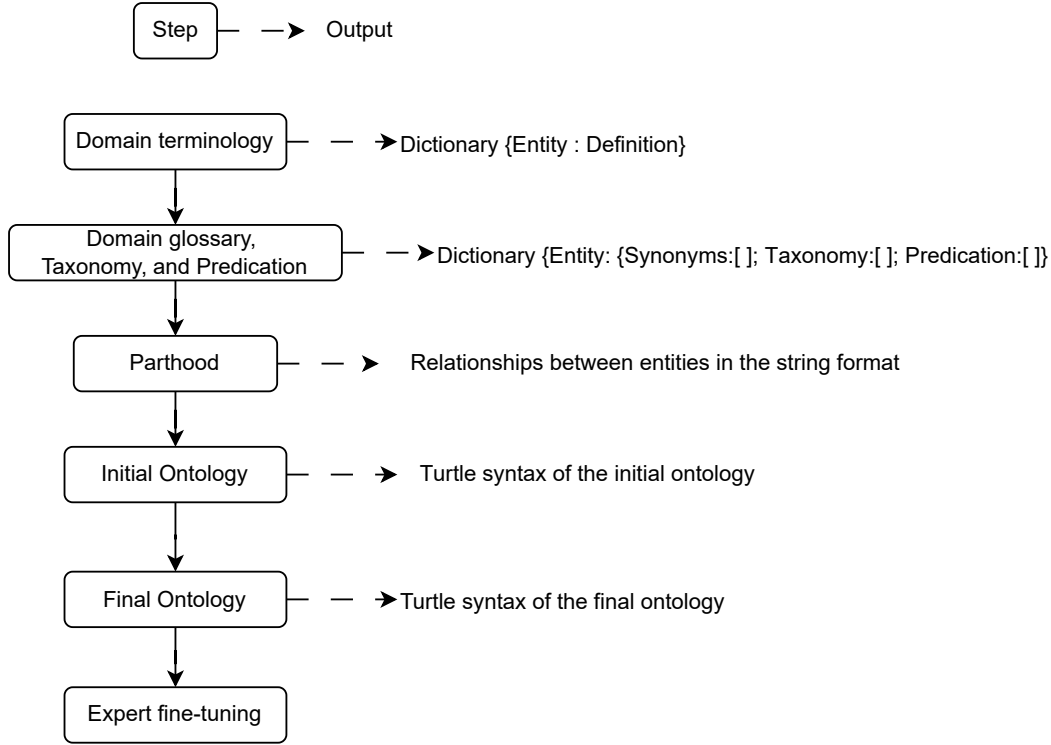 Step
Output
Domain terminology
Dictionary {Entity : Definition}
Domain glossary,
Taxonomy, and Predication
Dictionary {Entity: {Synonyms:[ ]; Taxonomy:[ ]; Predication:[ ]}
Parthood
Relationships between entities in the string format
Initial Ontology
Turtle syntax of the initial ontology
Final Ontology
Turtle syntax of the final ontology
Expert fine-tuning